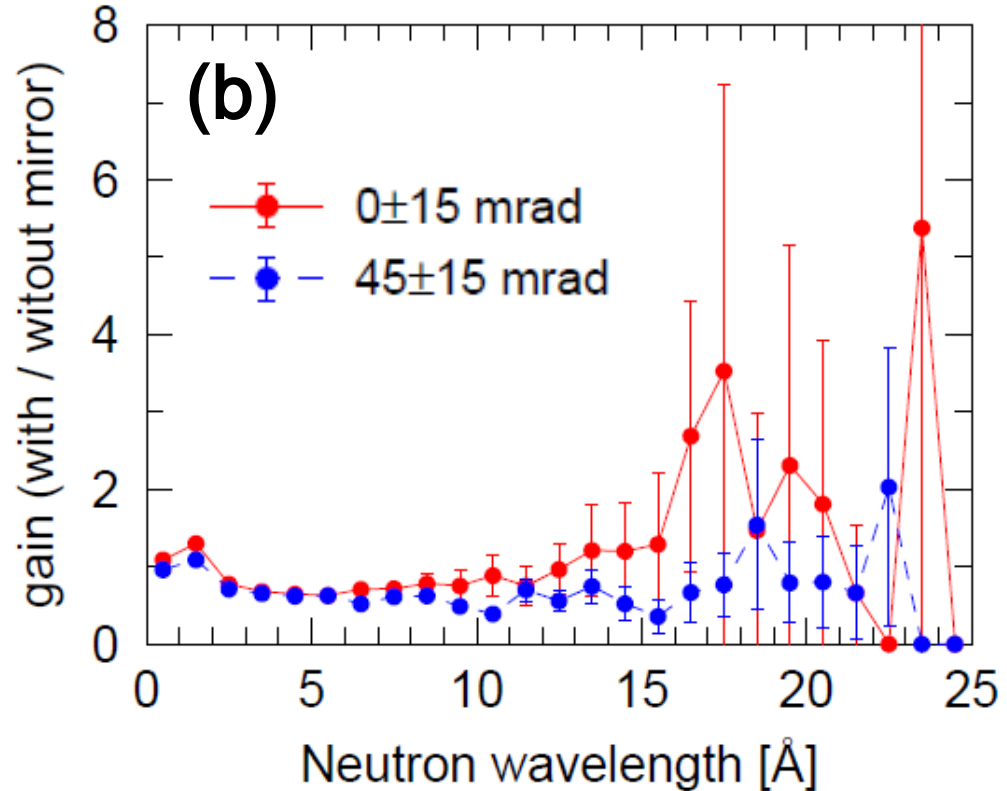 (b)
0±15 mrad
45±15 mrad
gain (with / witout mirror)
8
6
4
2
0
0 5 10 15 20 25
Neutron wavelength [Å]